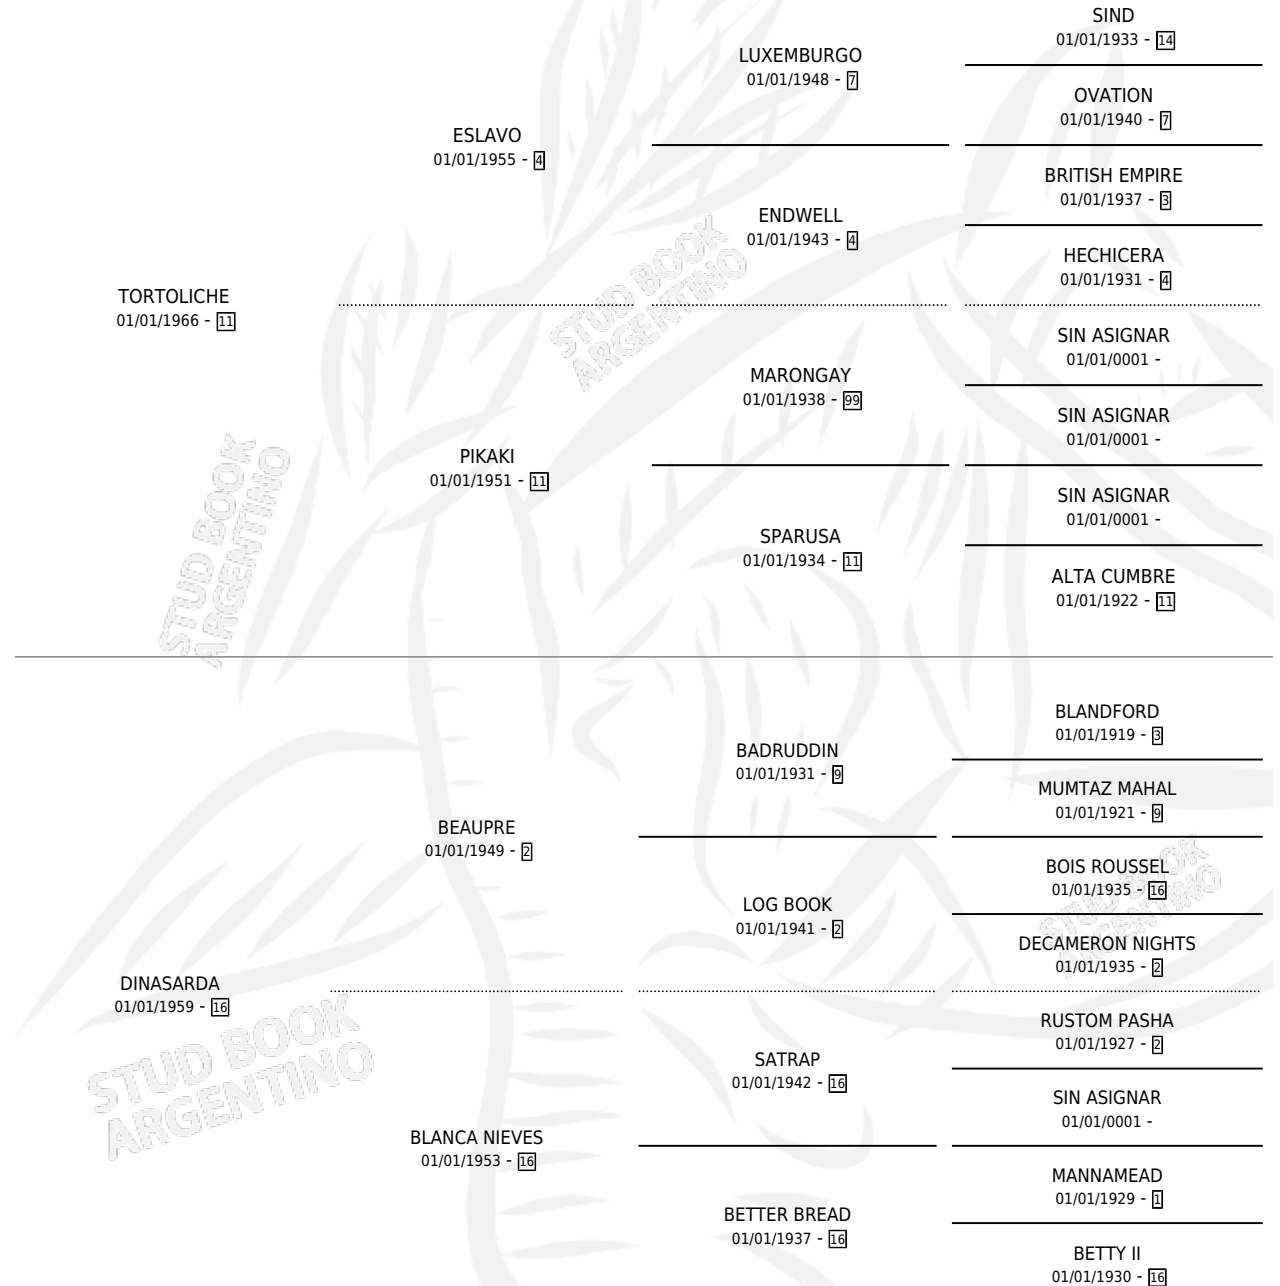 SIND
01/01/1933 - 14
LUXEMBURGO
01/01/1948 - 7
OVATION
01/01/1940 - 7
ESLAVO
01/01/1955 - 4
BRITISH EMPIRE
01/01/1937 - 3
ENDWELL
01/01/1943 - 4
HECHICERA
01/01/1931 - 4
TORTOLICHE
01/01/1966 - 11
STUD BOOK
ARGENTINO
SIN ASIGNAR
01/01/0001 -
MARONGAY
01/01/1938 - 99
SIN ASIGNAR
01/01/0001 -
PIKAKI
01/01/1951 - 11
SIN ASIGNAR
01/01/0001 -
SPARUSA
01/01/1934 - 11
ALTA CUMBRE
01/01/1922 - 11
STUD BOOK
ARGENTINO
BLANDFORD
01/01/1919 - 3
BADRUDDIN
01/01/1931 - 9
MUMTAZ MAHAL
01/01/1921 - 9
BEAUPRE
01/01/1949 - 2
BOIS ROUSSEL
01/01/1935 - 16
LOG BOOK
01/01/1941 - 2
STUD BOOK
ARGENTINO
DECAMERON NIGHTS
01/01/1935 - 2
DINASARDA
01/01/1959 - 16
RUSTOM PASHA
01/01/1927 - 2
STUD BOOK
ARGENTINO
SATRAP
01/01/1942 - 16
SIN ASIGNAR
01/01/0001 -
BLANCA NIEVES
01/01/1953 - 16
MANNAMEAD
01/01/1929 - 1
BETTER BREAD
01/01/1937 - 16
BETTY II
01/01/1930 - 16